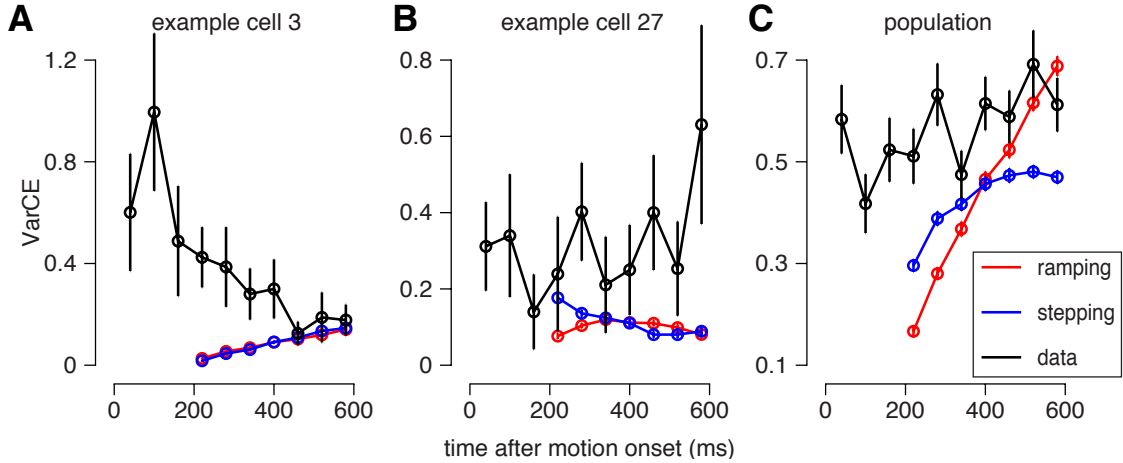 A example cell 3
B example cell 27
C population
VarCE
1.2
0.8
0.4
0
0 200 400 600
0.8
0.6
0.4
0.2
0
0 200 400 600
0.7
0.5
0.3
0.1
0 200 400 600
ramping
stepping
data
time after motion onset (ms)